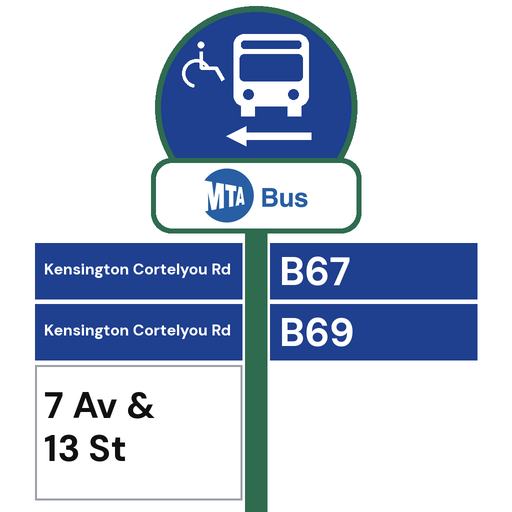 MTA Bus
Kensington Cortelyou Rd B67
Kensington Cortelyou Rd B69
7 Av &
13 St